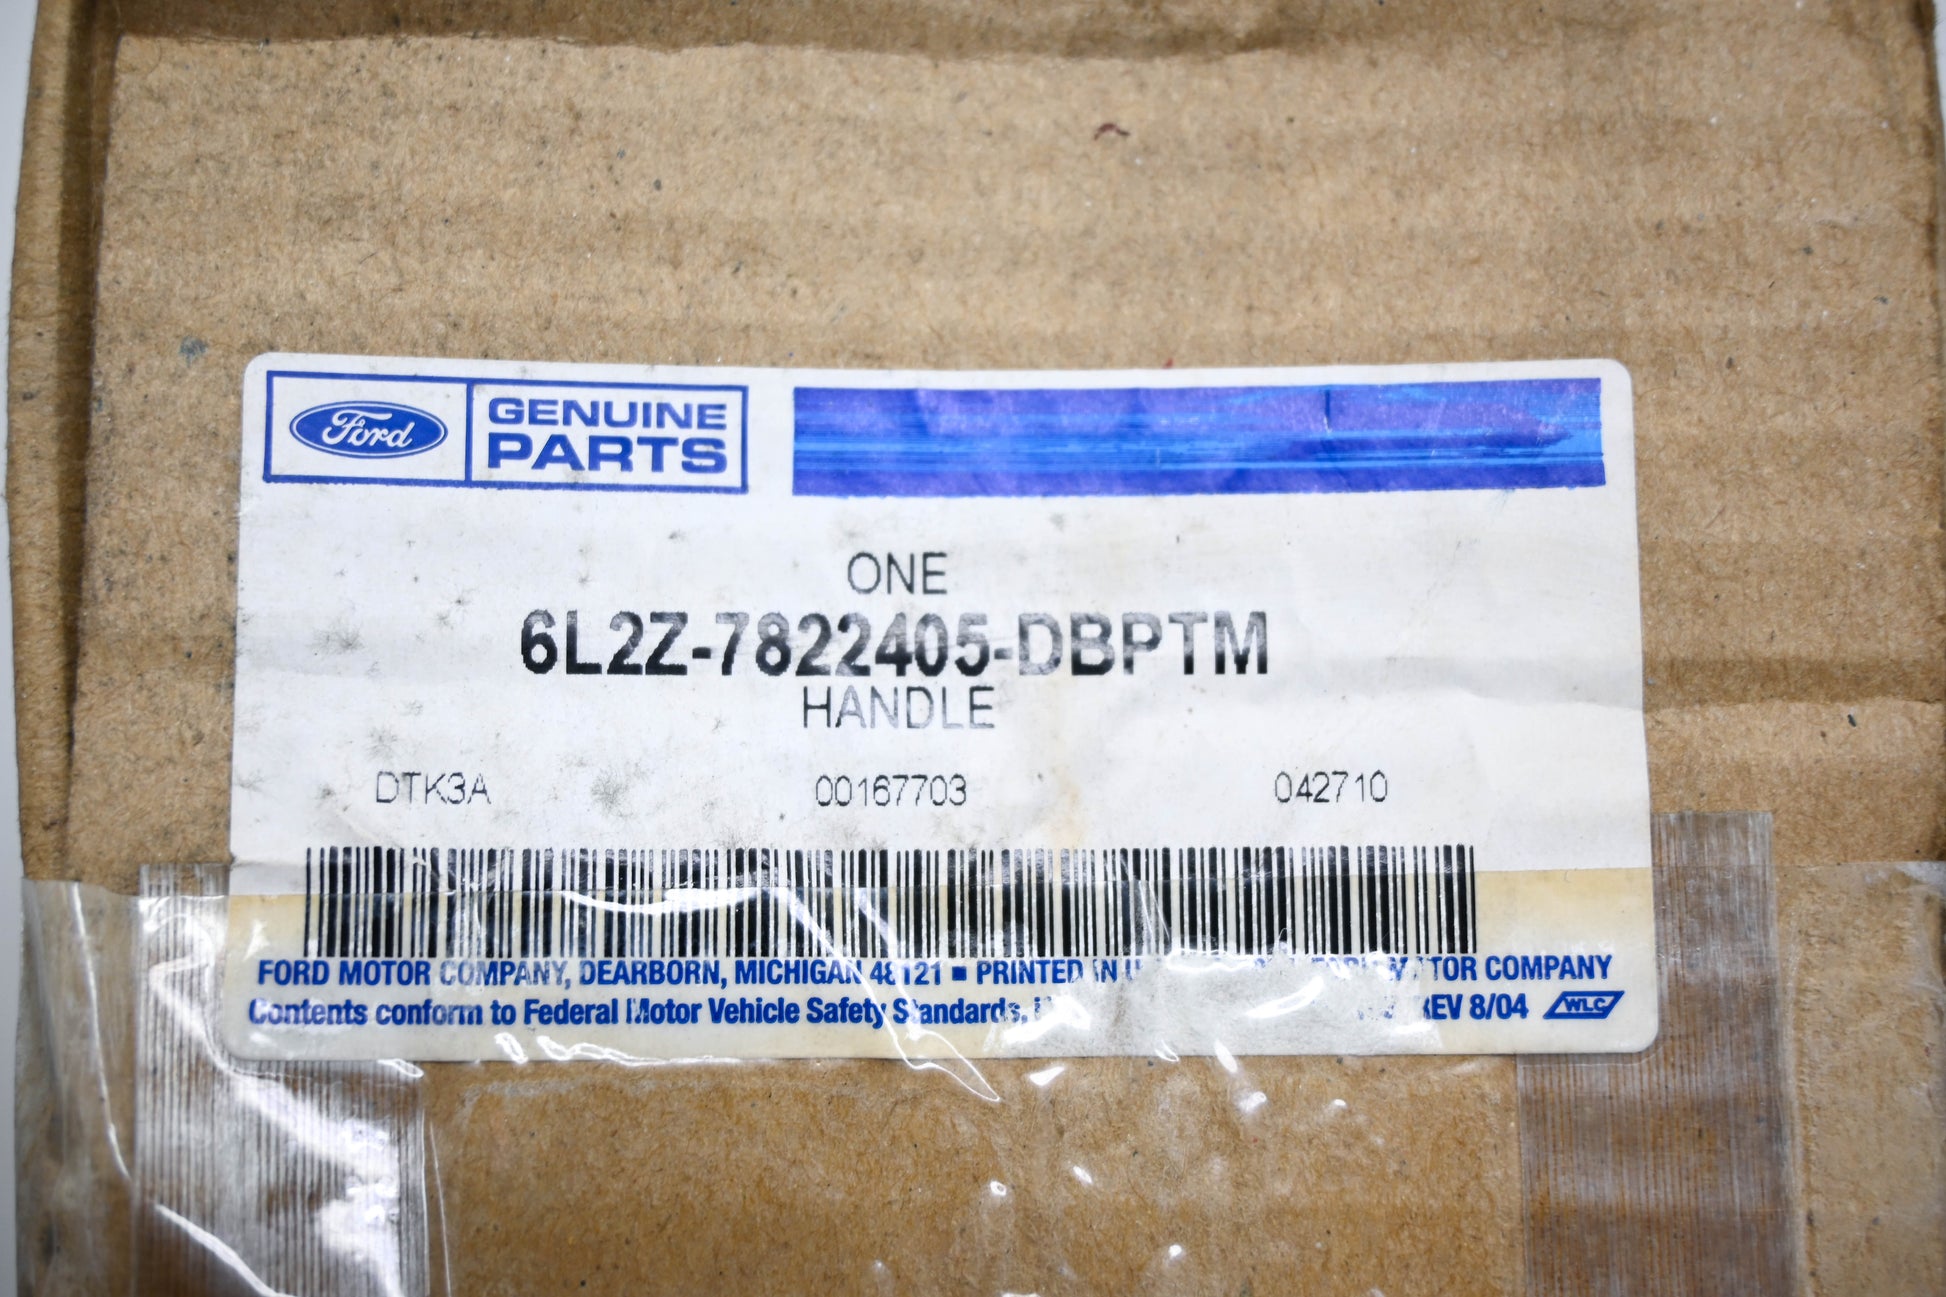 Ford GENUINE
PARTS
ONE
6L2Z-7822405-DBPTM
HANDLE
DTK3A 00167703 042710
FORD MOTOR COMPANY, DEARBORN, MICHIGAN 48121 ▪ PRINTED IN COMPANY
Contents conform to Federal Motor Vehicle Safety Standards, REV 8/04 WLC